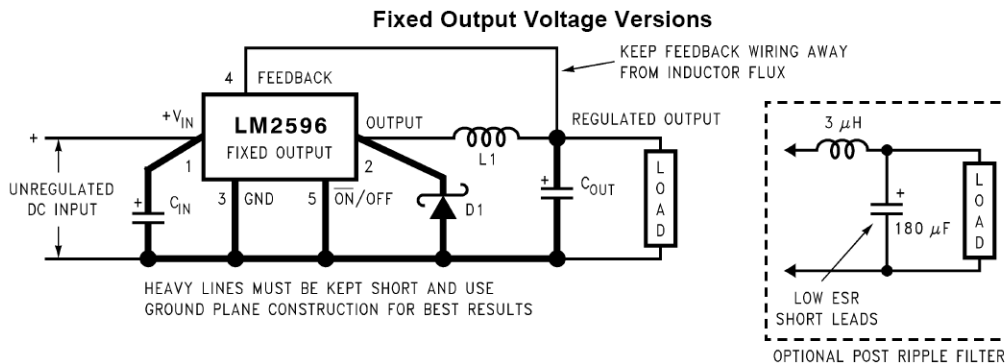 Fixed Output Voltage Versions
KEEP FEEDBACK WIRING AWAY
FROM INDUCTOR FLUX
4 FEEDBACK
+VIN
LM2596
FIXED OUTPUT
OUTPUT
REGULATED OUTPUT
+
1
2
L1
UNREGULATED
DC INPUT
+
CIN
3 GND
5 ON/OFF
D1
+
COUT
LOAD
HEAVY LINES MUST BE KEPT SHORT AND USE
GROUND PLANE CONSTRUCTION FOR BEST RESULTS
3 μH
+
180 μF
LOAD
LOW ESR
SHORT LEADS
OPTIONAL POST RIPPLE FILTER